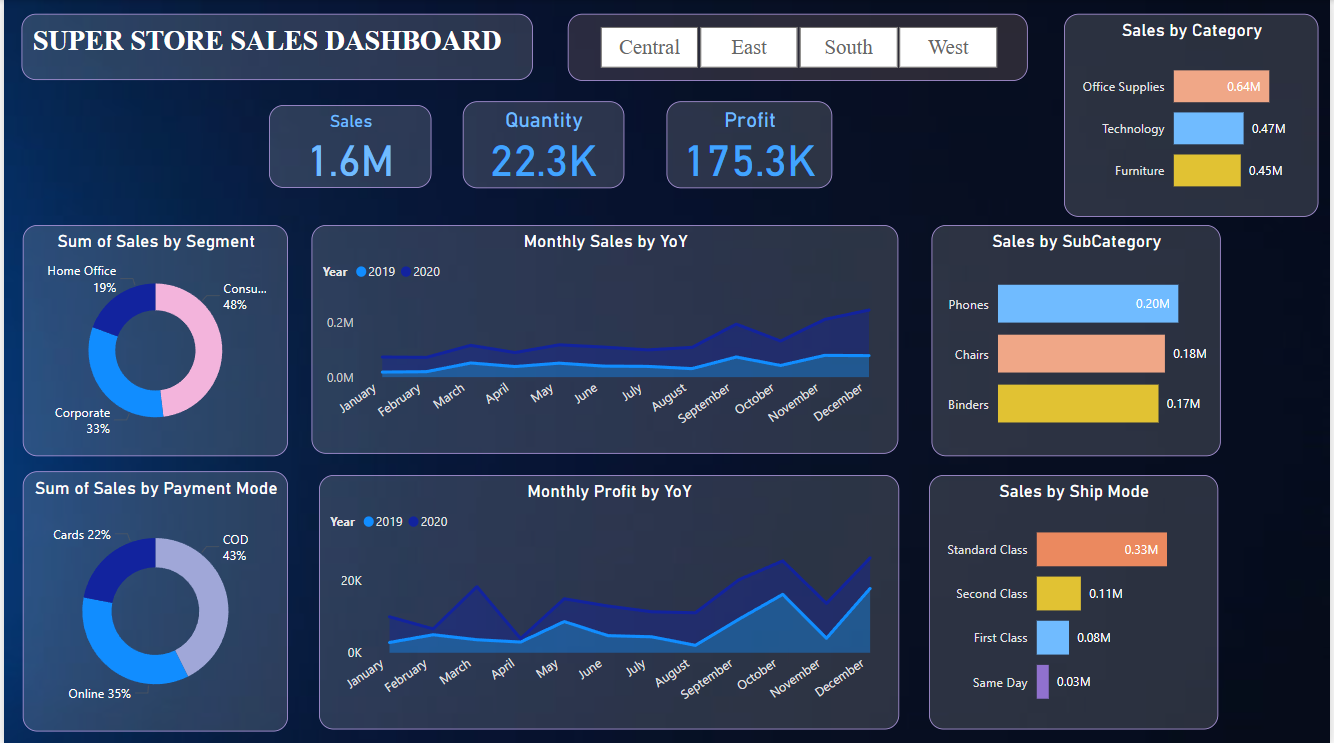 SUPER STORE SALES DASHBOARD
Central East South West
Sales by Category
Office Supplies 0.64M
Technology 0.47M
Furniture 0.45M
Sales
1.6M
Quantity
22.3K
Profit
175.3K
Sum of Sales by Segment
Home Office
19%
Consu...
48%
Corporate
33%
Monthly Sales by YoY
Year 2019 2020
0.2M
0.0M
January February March April May June July August September October November December
Sales by SubCategory
Phones 0.20M
Chairs 0.18M
Binders 0.17M
Sum of Sales by Payment Mode
Cards 22%
COD
43%
Online 35%
Monthly Profit by YoY
Year 2019 2020
20K
0K
January February March April May June July August September October November December
Sales by Ship Mode
Standard Class 0.33M
Second Class 0.11M
First Class 0.08M
Same Day 0.03M